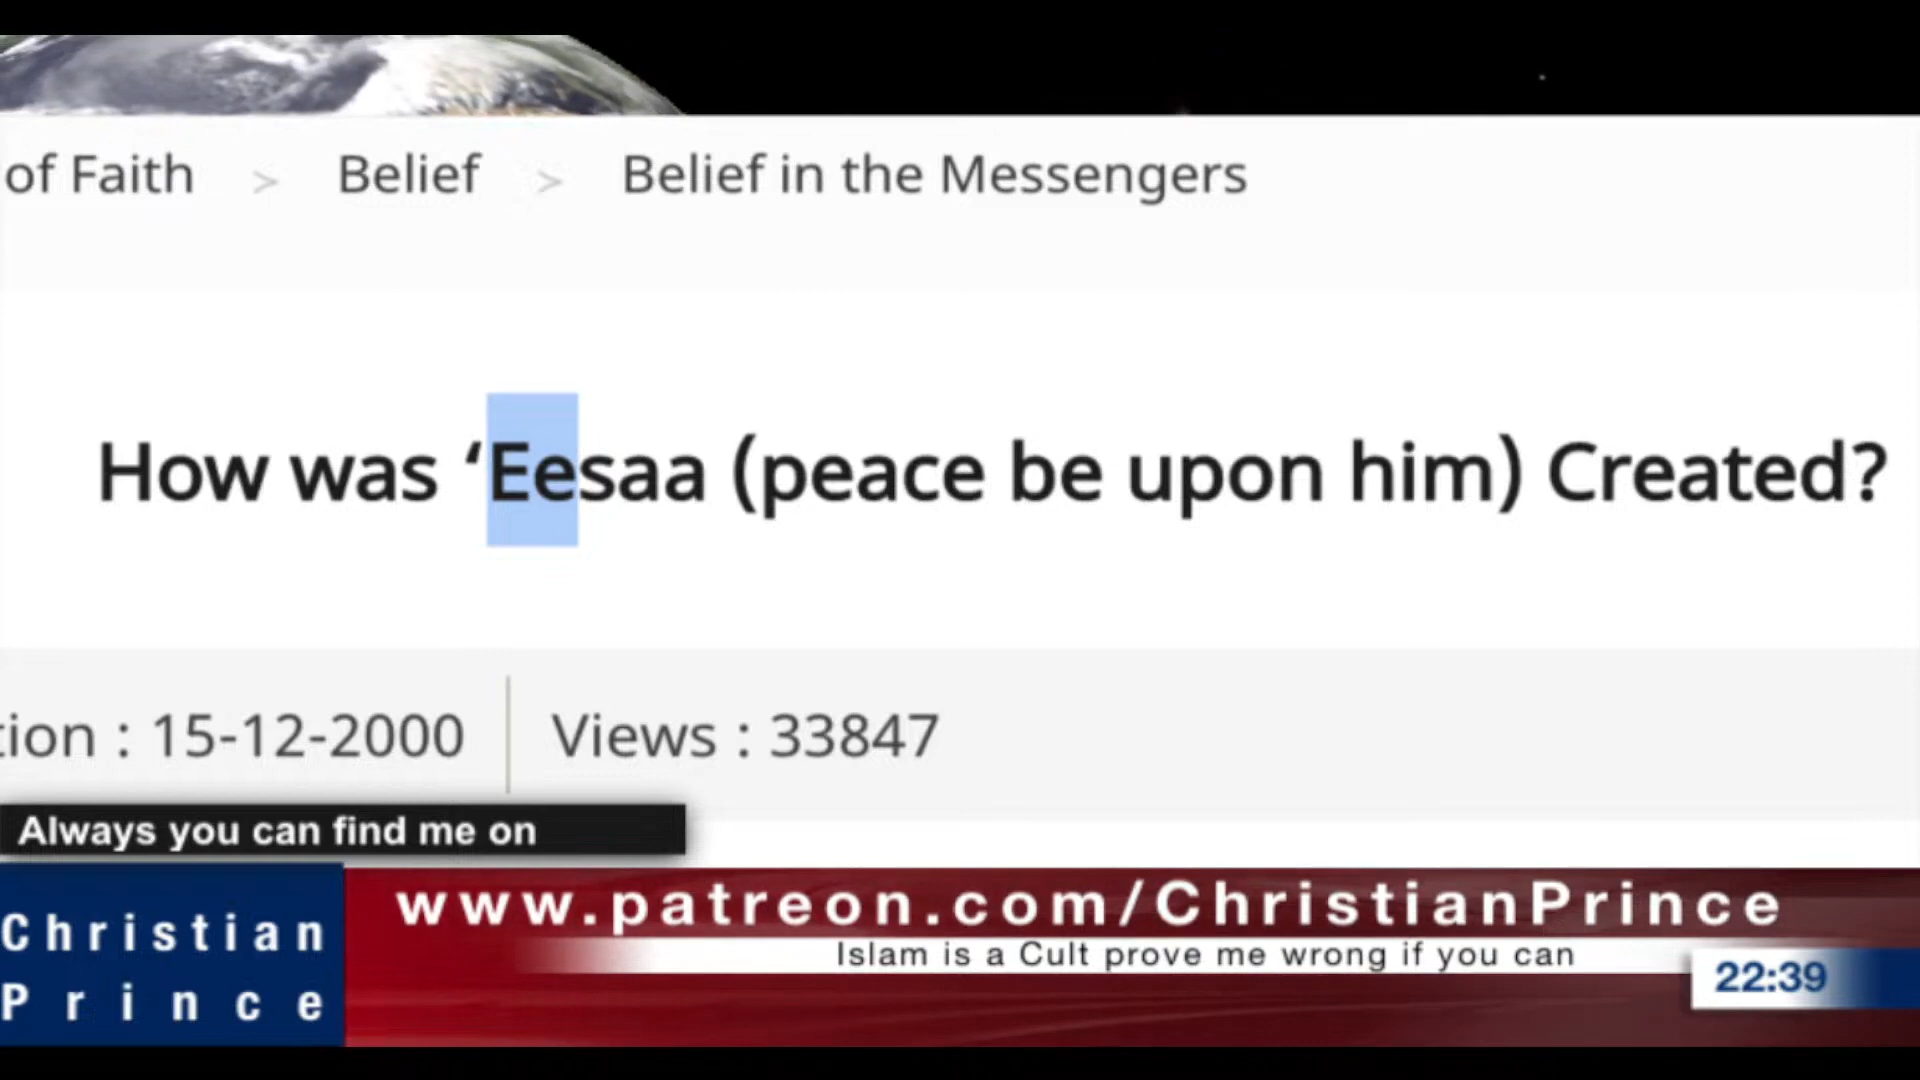 of Faith > Belief > Belief in the Messengers
How was ‘Eesaa (peace be upon him) Created?
tion : 15-12-2000
Views : 33847
Always you can find me on
Christian
Prince
www.patreon.com/ChristianPrince
Islam is a Cult prove me wrong if you can
22:39